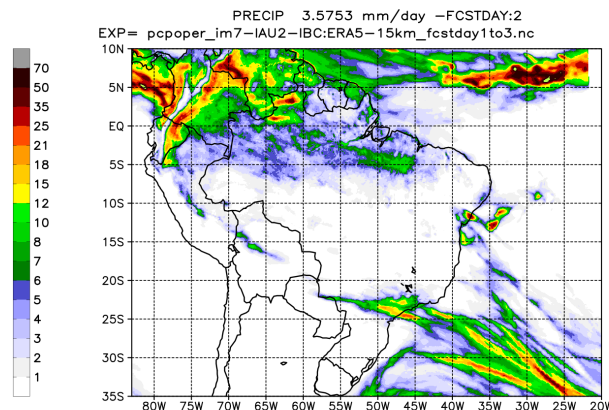 PRECIP 3.5753 mm/day −FCSTDAY:2
EXP= pcpoper_im7−IAU2−IBC:ERA5−15km_fcstday1to3.nc
70
50
35
25
21
18
15
12
10
8
7
6
5
4
3
2
1
10N
5N
EQ
5S
10S
15S
20S
25S
30S
35S
80W 75W 70W 65W 60W 55W 50W 45W 40W 35W 30W 25W 20W